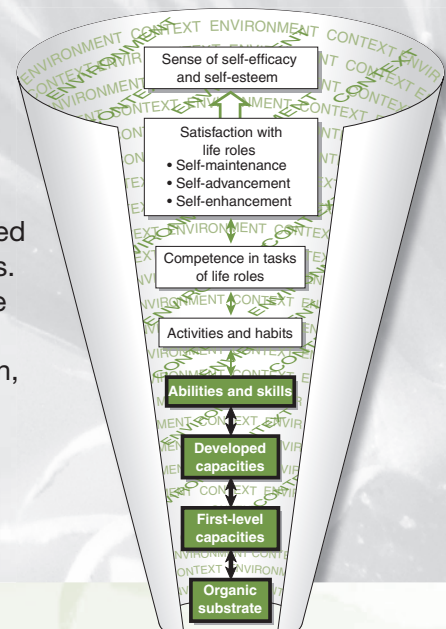 ENVIRONMENT CONTEXT ENVIRONMENT CONTEXT ENVIRONMENT
Sense of self-efficacy
and self-esteem
Satisfaction with
life roles
• Self-maintenance
• Self-advancement
• Self-enhancement
Competence in tasks
of life roles
Activities and habits
Abilities and skills
Developed
capacities
First-level
capacities
Organic
substrate
ed
s.
e
n,